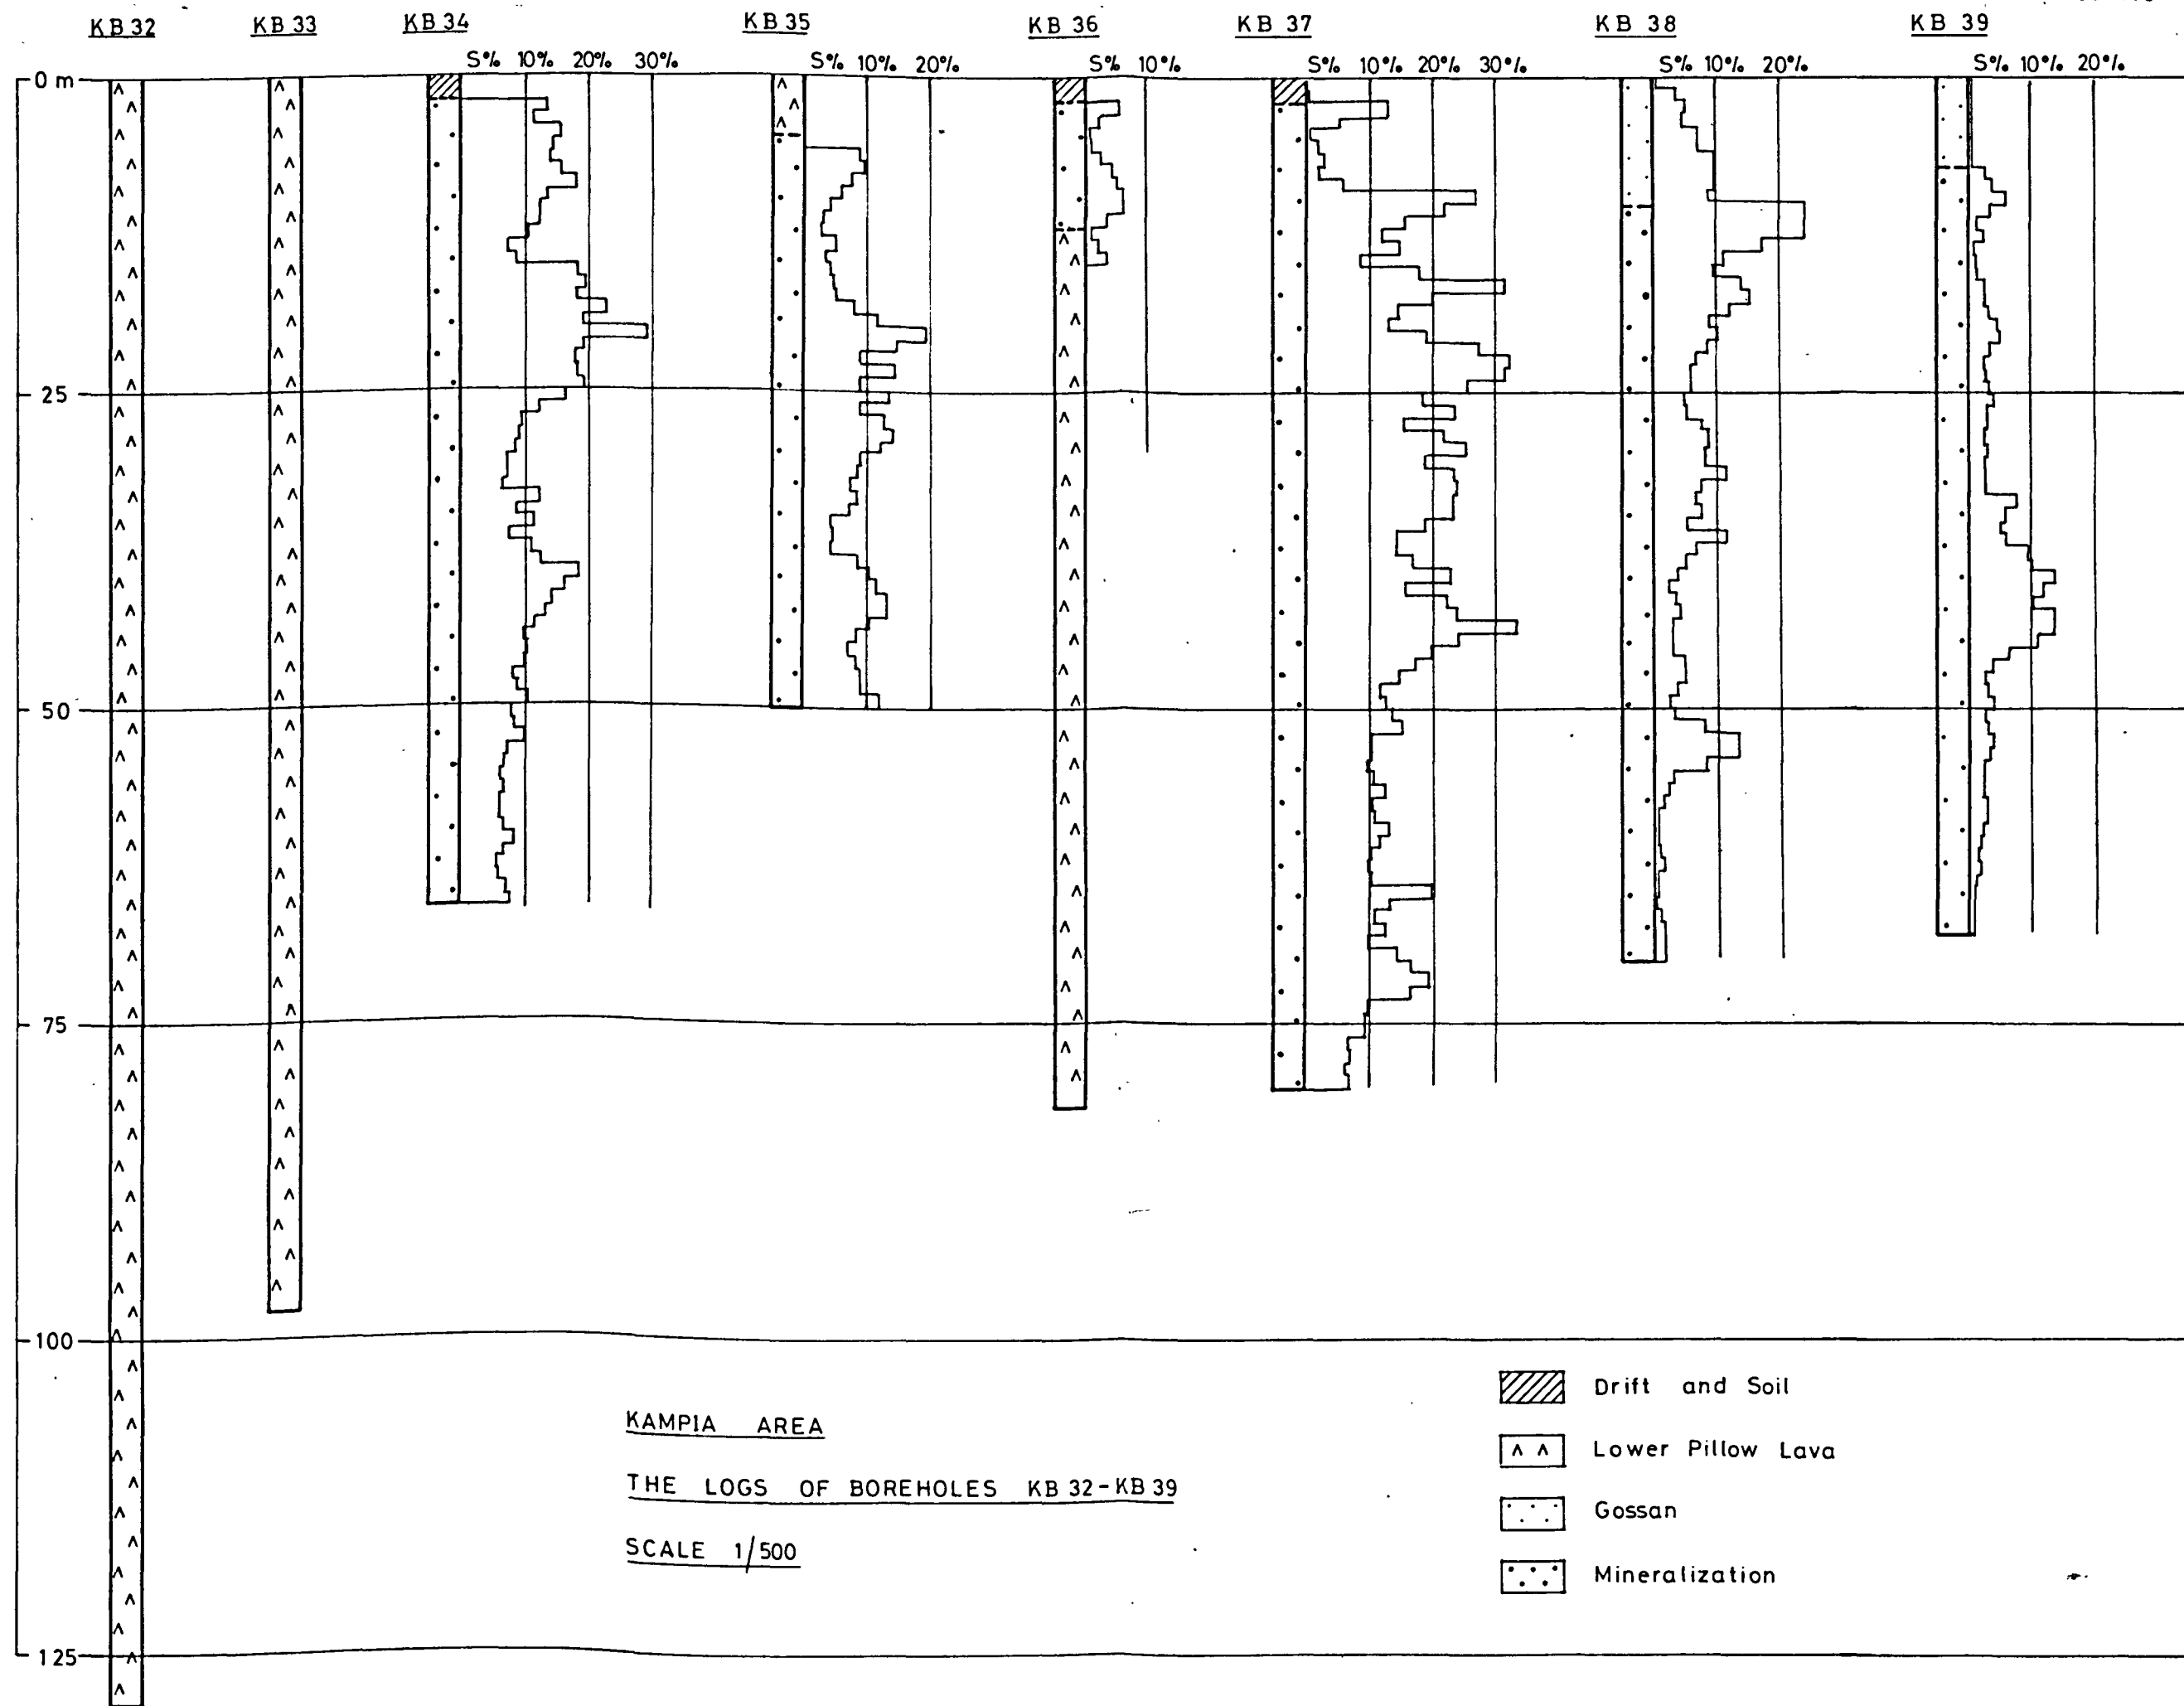 KB 32 KB 33 KB 34 KB 35 KB 36 KB 37 KB 38 KB 39
S% 10% 20% 30% S% 10% 20% S% 10% S% 10% 20% 30% S% 10% 20% S% 10% 20%
0 m
25
50
75
100
125
KAMPIA AREA
THE LOGS OF BOREHOLES KB 32-KB 39
SCALE 1/500
Drift and Soil
Lower Pillow Lava
Gossan
Mineralization